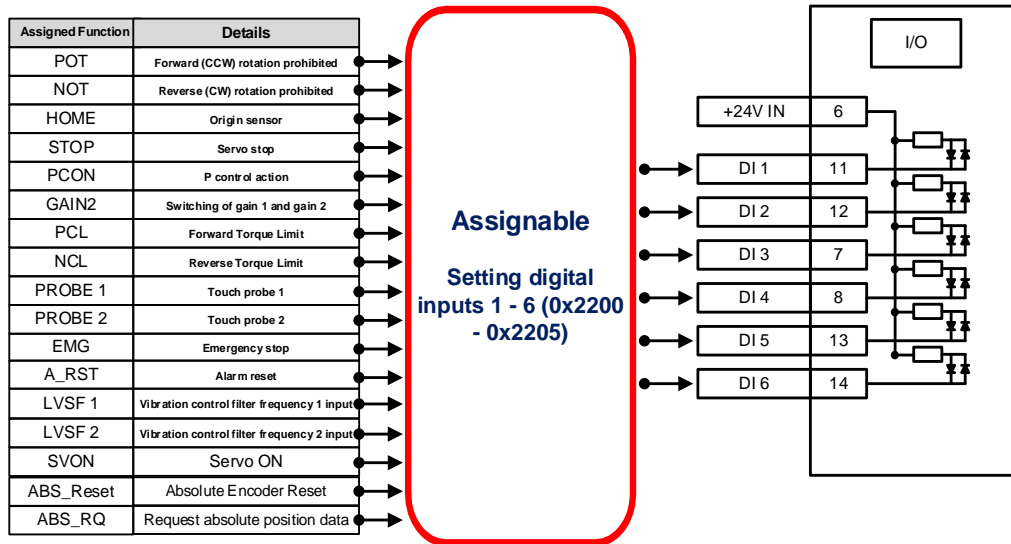 Assigned Function Details
POT Forward (CCW) rotation prohibited
NOT Reverse (CW) rotation prohibited
HOME Origin sensor
STOP Servo stop
PCON P control action
GAIN2 Switching of gain 1 and gain 2
PCL Forward Torque Limit
NCL Reverse Torque Limit
PROBE 1 Touch probe 1
PROBE 2 Touch probe 2
EMG Emergency stop
A_RST Alarm reset
LVSF 1 Vibration control filter frequency 1 input
LVSF 2 Vibration control filter frequency 2 input
SVON Servo ON
ABS_Reset Absolute Encoder Reset
ABS_RQ Request absolute position data
Assignable
Setting digital
inputs 1 - 6 (0x2200
- 0x2205)
I/O
+24V IN 6
DI 1 11
DI 2 12
DI 3 7
DI 4 8
DI 5 13
DI 6 14